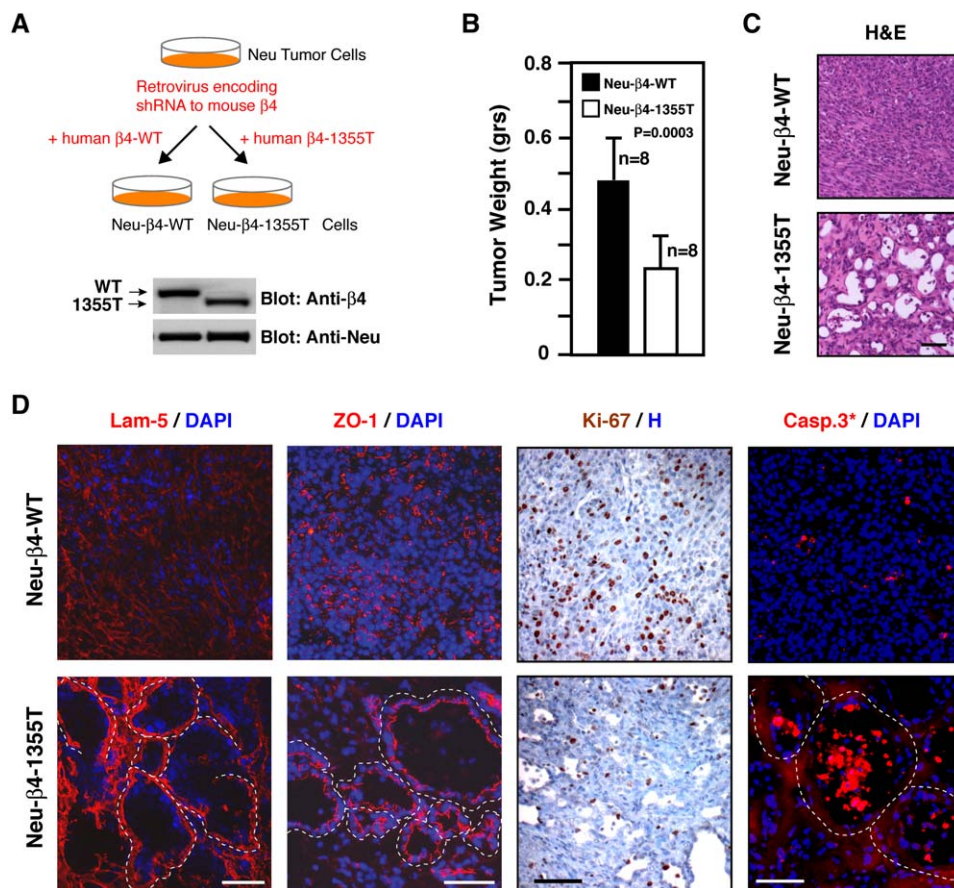 A
Neu Tumor Cells
Retrovirus encoding
shRNA to mouse β4
+ human β4-WT
+ human β4-1355T
Neu-β4-WT
Neu-β4-1355T
Cells
WT
1355T
Blot: Anti-β4
Blot: Anti-Neu
B
Tumor Weight (grs)
0.8
0.6
0.4
0.2
0
Neu-β4-WT
Neu-β4-1355T
P=0.0003
n=8
n=8
C
H&E
Neu-β4-WT
Neu-β4-1355T
D
Lam-5 / DAPI
ZO-1 / DAPI
Ki-67 / H
Casp.3* / DAPI
Neu-β4-WT
Neu-β4-1355T